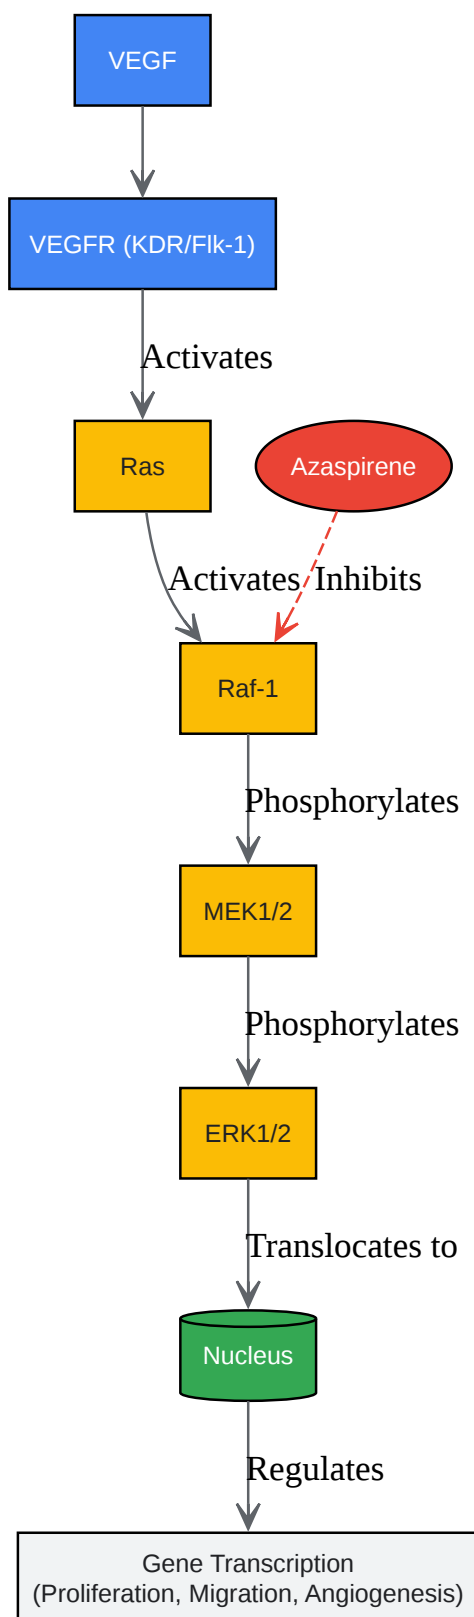 VEGF
VEGFR (KDR/Flk-1)
Activates
Ras
Azaspirene
Activates
Inhibits
Raf-1
Phosphorylates
MEK1/2
Phosphorylates
ERK1/2
Translocates to
Nucleus
Regulates
Gene Transcription
(Proliferation, Migration, Angiogenesis)